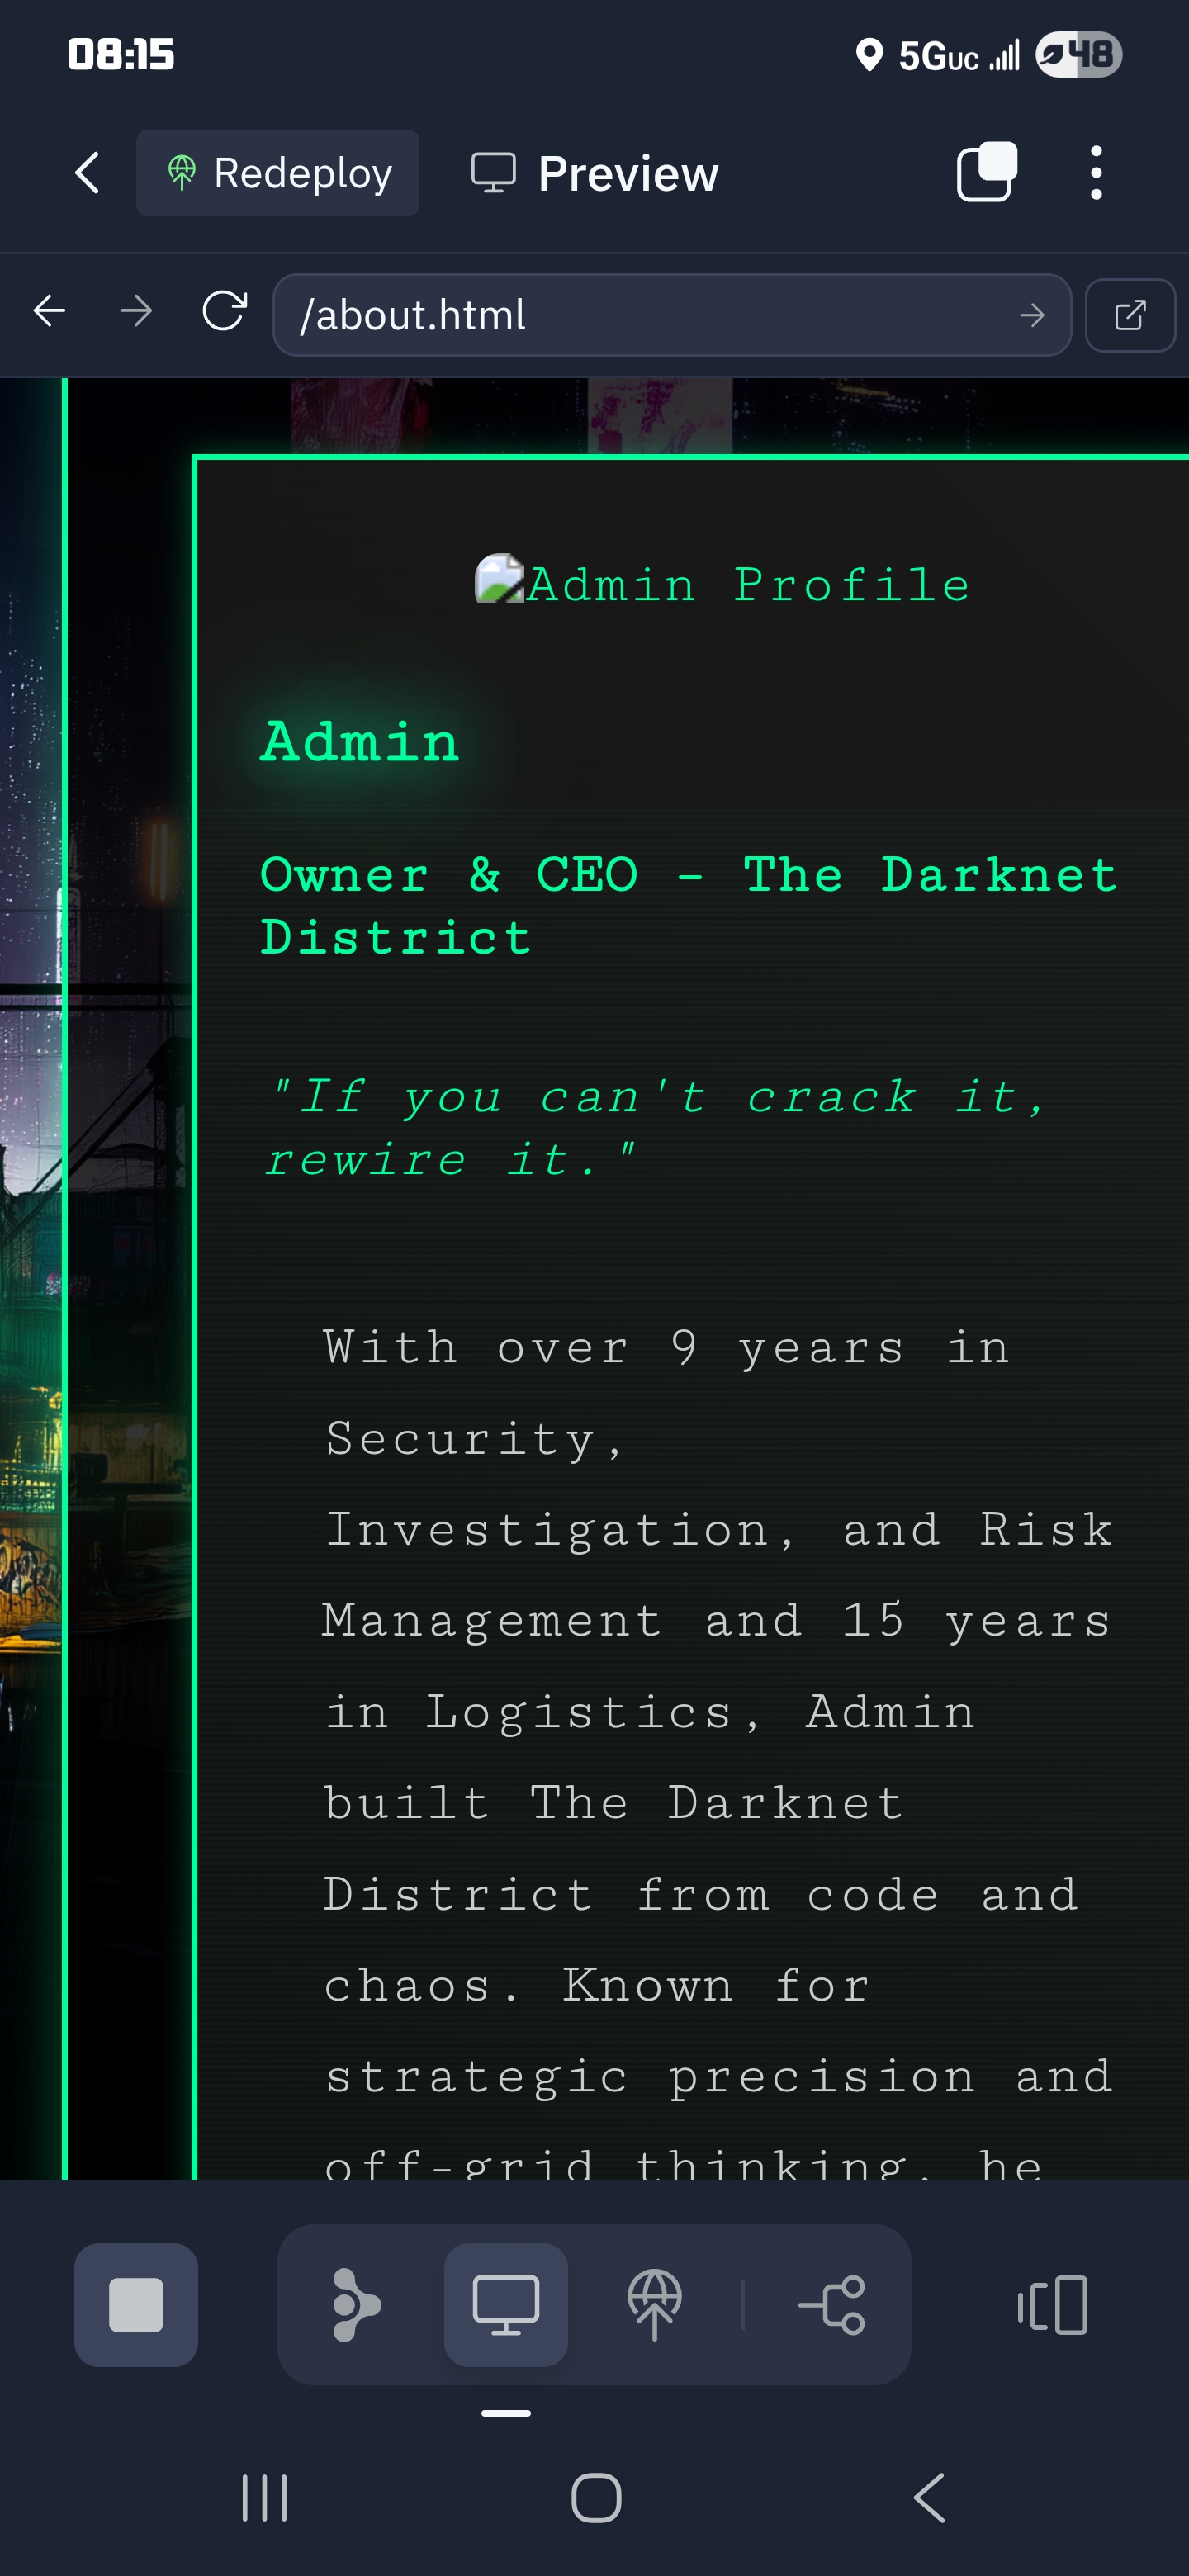 08:15
5GUC 48
Redeploy Preview
/about.html
Admin Profile
Admin
Owner & CEO – The Darknet
District
"If you can't crack it,
rewire it."
With over 9 years in
Security,
Investigation, and Risk
Management and 15 years
in Logistics, Admin
built The Darknet
District from code and
chaos. Known for
strategic precision and
off-grid thinking, he